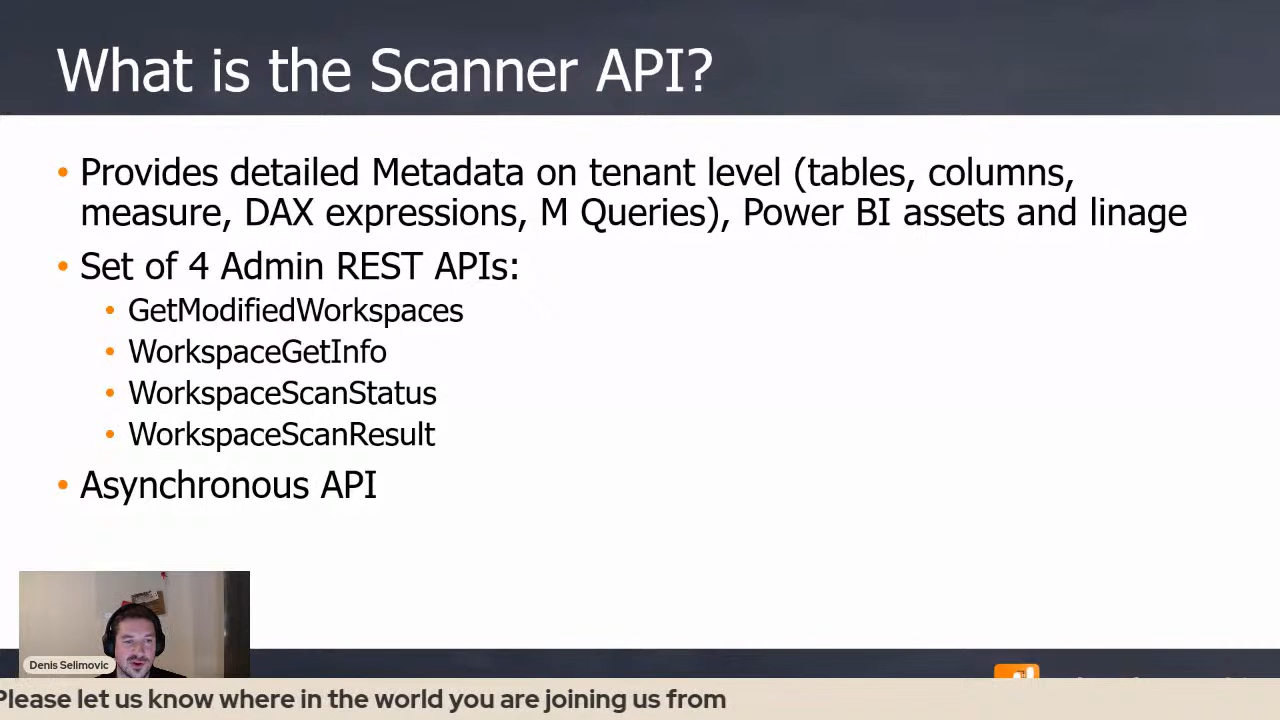 What is the Scanner API?
• Provides detailed Metadata on tenant level (tables, columns,
measure, DAX expressions, M Queries), Power BI assets and linage
• Set of 4 Admin REST APIs:
• GetModifiedWorkspaces
• WorkspaceGetInfo
• WorkspaceScanStatus
• WorkspaceScanResult
• Asynchronous API
Denis Selimovic
Please let us know where in the world you are joining us from